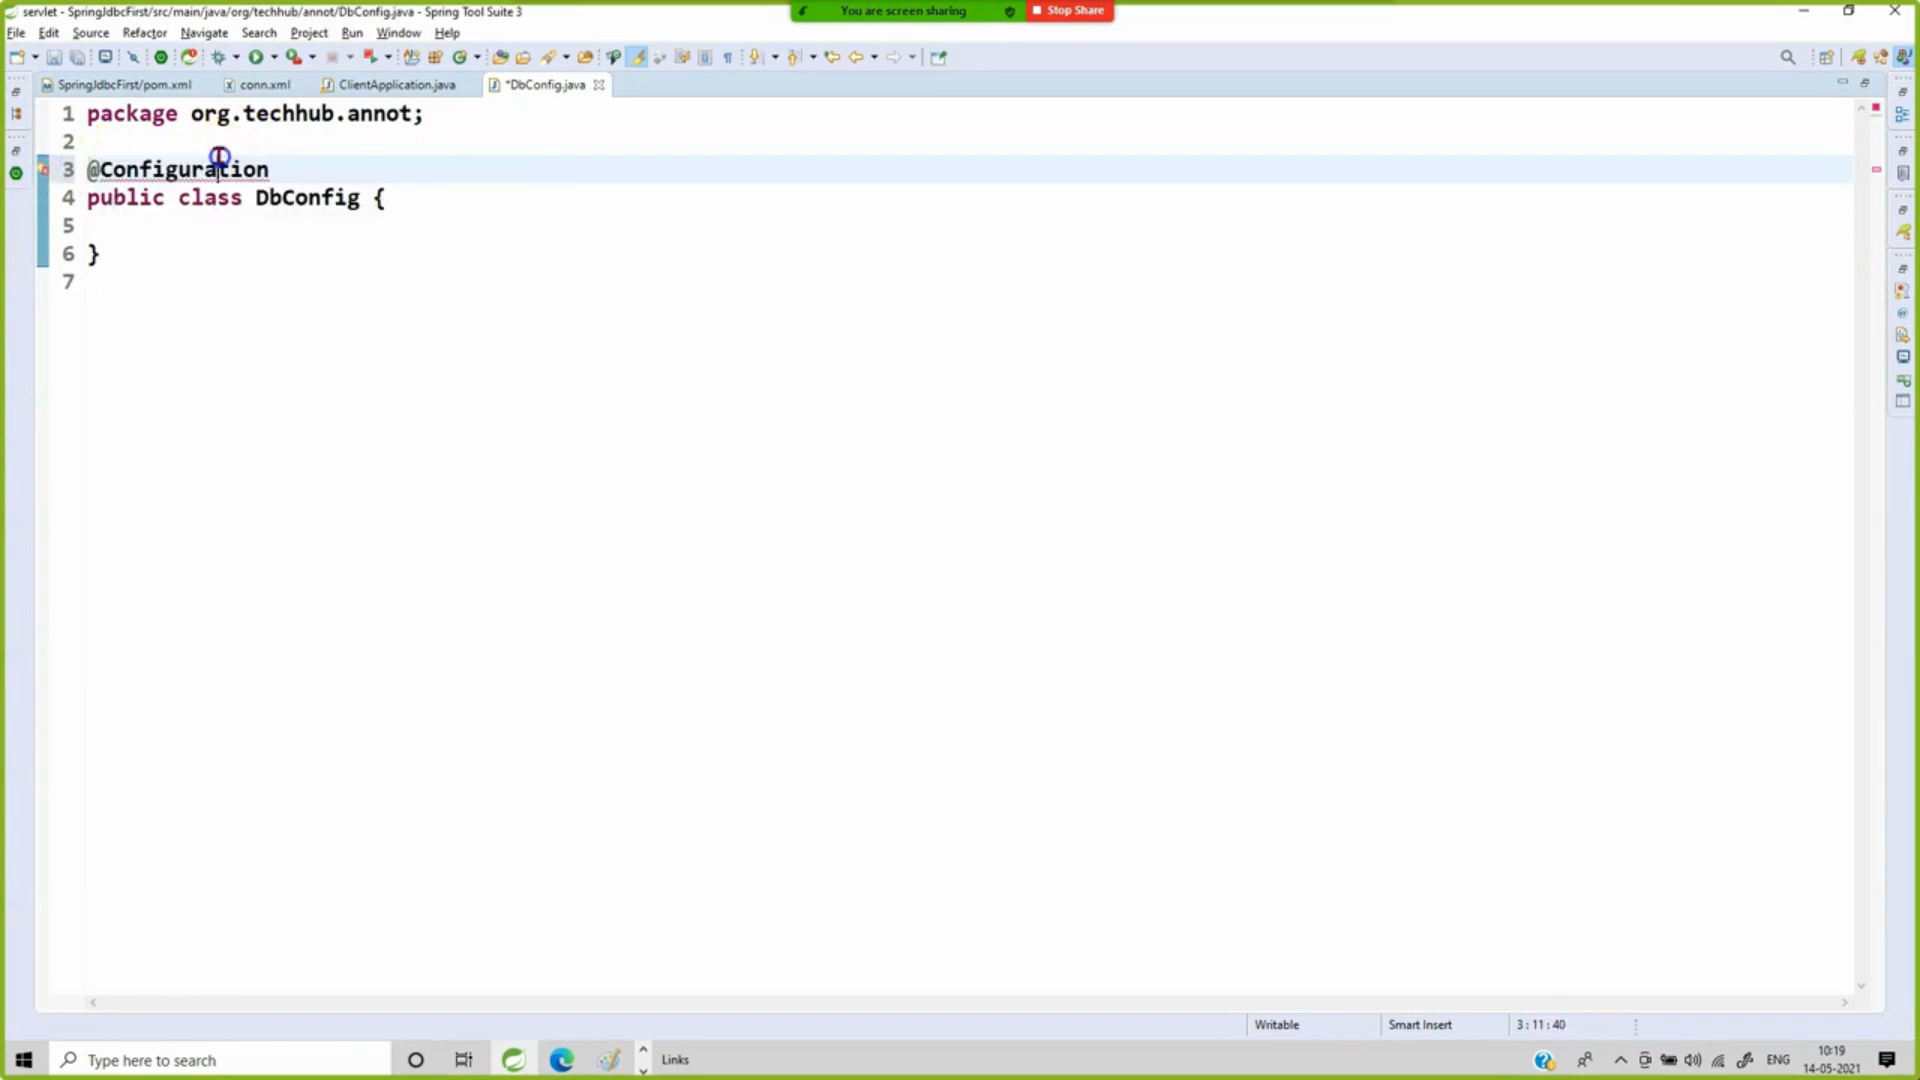 servlet - SpringJdbcFirst/src/main/java/org/techhub/annot/DbConfig.java - Spring Tool Suite 3
You are screen sharing
Stop Share
File Edit Source Refactor Navigate Search Project Run Window Help
SpringJdbcFirst/pom.xml conn.xml ClientApplication.java *DbConfig.java
1 package org.techhub.annot;
2
3 @Configuration
4 public class DbConfig {
5
6 }
7
Writable Smart Insert 3 : 11 : 40
Type here to search Links ENG 10:19
14-05-2021